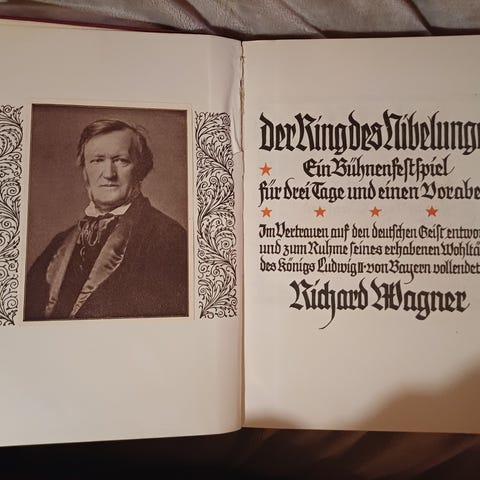 der Ring des Nibelung
Ein Bühnenfestspiel
für drei Tage und einen Vorabe
Im Vertrauen auf den deutschen Geist entwo
und zum Ruhme seines erhabenen Wohltä
des Königs Ludwig II · von Bayern vollendet
Richard Wagner